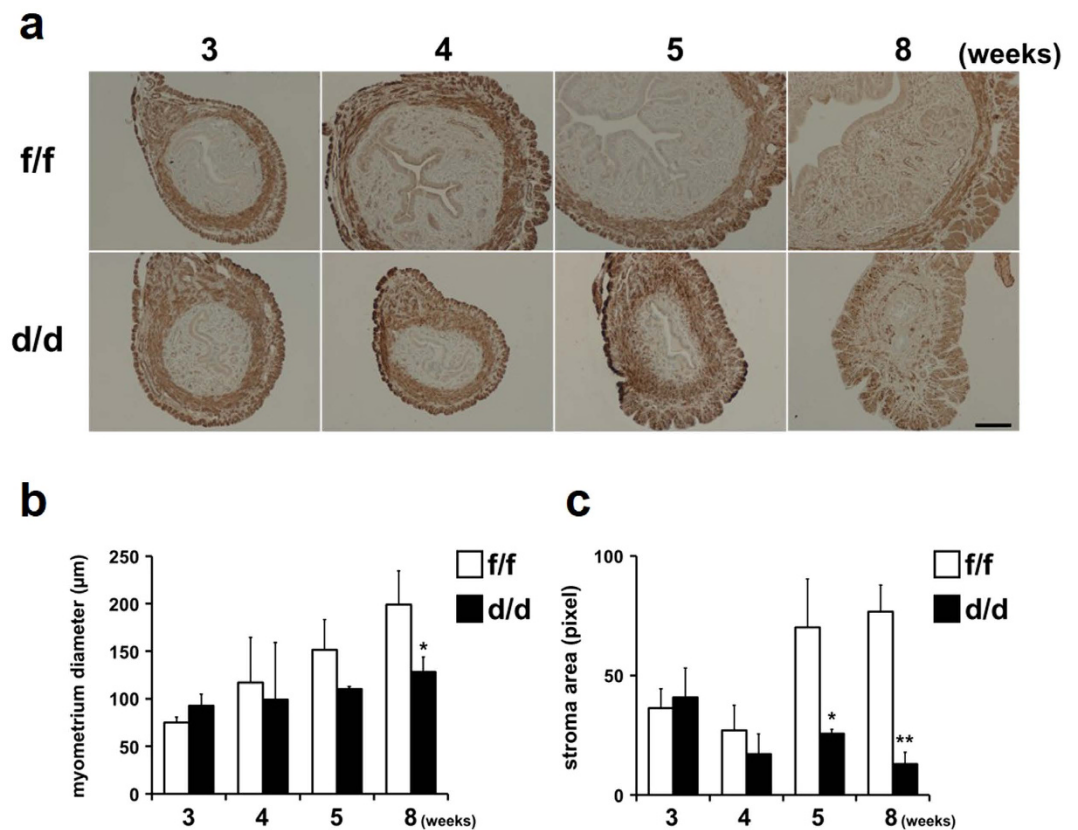 a
3 4 5 8 (weeks)
f/f
d/d
b
myometrium diameter (μm)
250
200
150
100
50
0
*
3 4 5 8 (weeks)
f/f
d/d
c
stroma area (pixel)
100
50
0
*
**
3 4 5 8 (weeks)
f/f
d/d